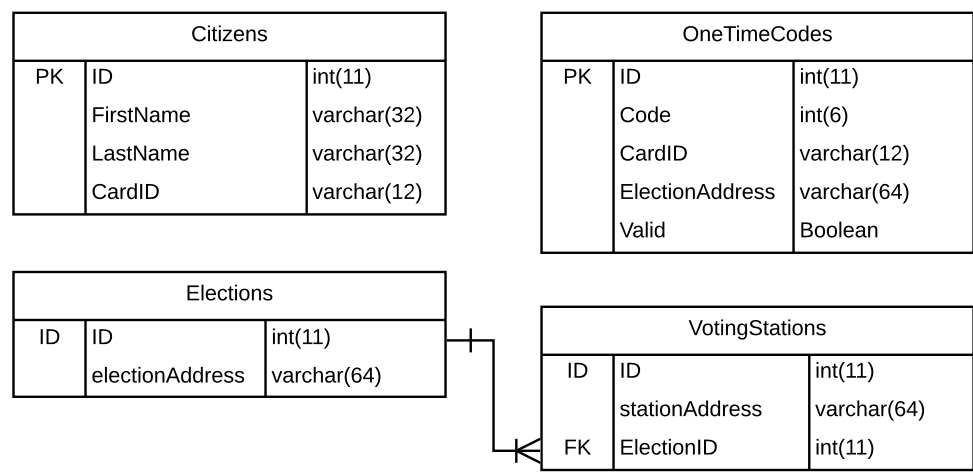 Citizens
PK ID int(11)
FirstName varchar(32)
LastName varchar(32)
CardID varchar(12)
OneTimeCodes
PK ID int(11)
Code int(6)
CardID varchar(12)
ElectionAddress varchar(64)
Valid Boolean
Elections
ID ID int(11)
electionAddress varchar(64)
VotingStations
ID ID int(11)
stationAddress varchar(64)
FK ElectionID int(11)